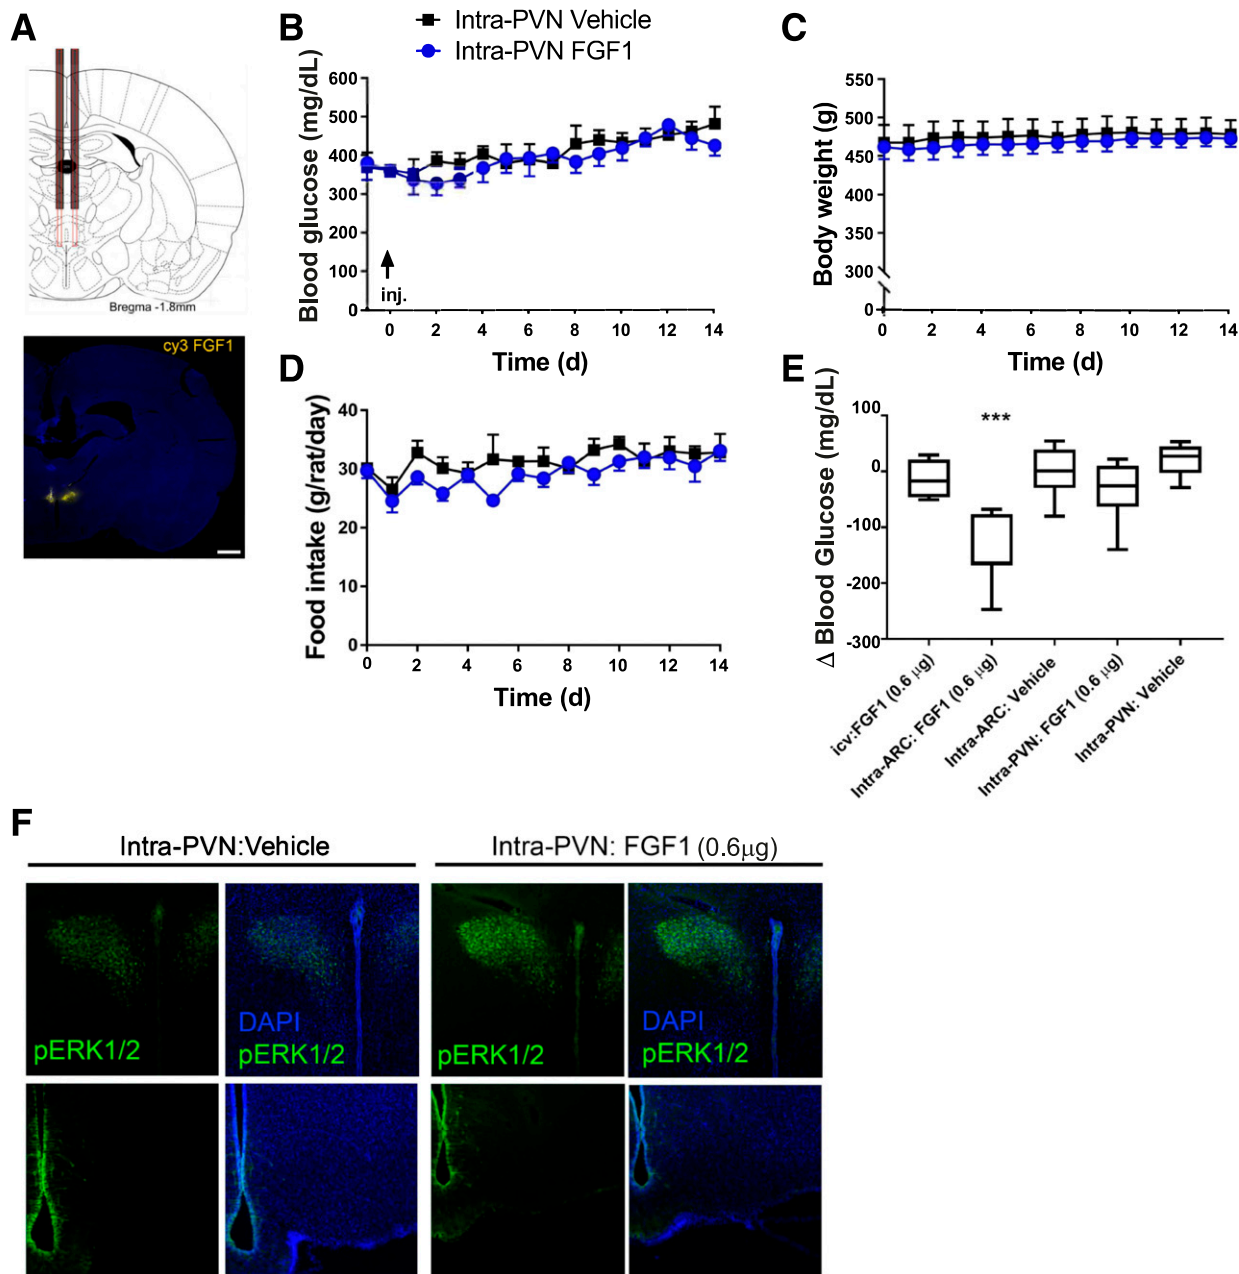 A
Bregma -1.8mm
cy3 FGF1
B
Intra-PVN Vehicle
Intra-PVN FGF1
Blood glucose (mg/dL)
600
500
400
300
200
100
0
inj.
0 2 4 6 8 10 12 14
Time (d)
C
Body weight (g)
550
500
450
400
350
300
0
0 2 4 6 8 10 12 14
Time (d)
D
Food intake (g/rat/day)
40
30
20
10
0
0 2 4 6 8 10 12 14
Time (d)
E
Δ Blood Glucose (mg/dL)
100
0
-100
-200
-300
***
icv:FGF1 (0.6 μg)
Intra-ARC: FGF1 (0.6 μg)
Intra-ARC: Vehicle
Intra-PVN: FGF1 (0.6 μg)
Intra-PVN: Vehicle
F
Intra-PVN:Vehicle
Intra-PVN: FGF1 (0.6μg)
pERK1/2
DAPI
pERK1/2
pERK1/2
DAPI
pERK1/2